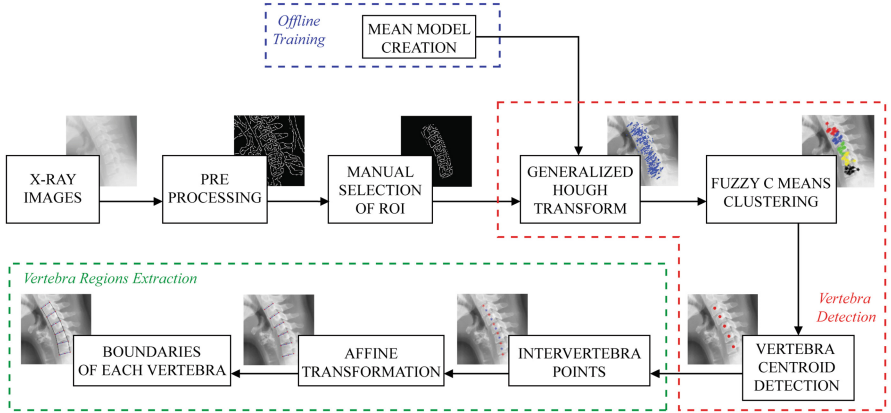 Offline
Training
MEAN MODEL
CREATION
X-RAY
IMAGES
PRE
PROCESSING
MANUAL
SELECTION
OF ROI
GENERALIZED
HOUGH
TRANSFORM
FUZZY C MEANS
CLUSTERING
Vertebra Regions Extraction
Vertebra
Detection
BOUNDARIES
OF EACH VERTEBRA
AFFINE
TRANSFORMATION
INTERVERTEBRA
POINTS
VERTEBRA
CENTROID
DETECTION